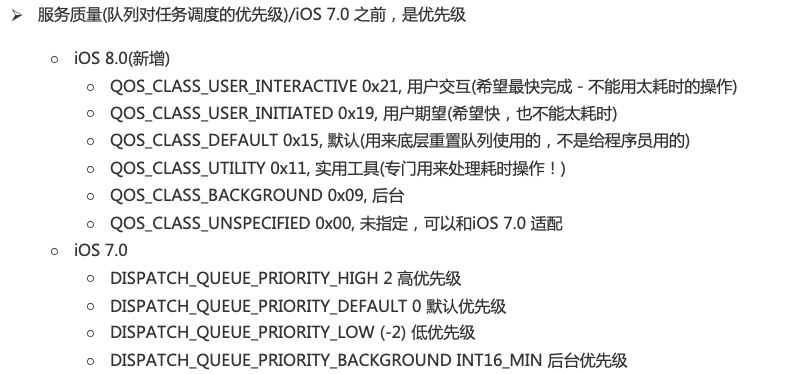 ➢ 服务质量(队列对任务调度的优先级)/iOS 7.0 之前，是优先级
○ iOS 8.0(新增)
○ QOS_CLASS_USER_INTERACTIVE 0x21, 用户交互(希望最快完成－不能用太耗时的操作)
○ QOS_CLASS_USER_INITIATED 0x19, 用户期望(希望快，也不能太耗时)
○ QOS_CLASS_DEFAULT 0x15, 默认(用来底层重置队列使用的，不是给程序员用的)
○ QOS_CLASS_UTILITY 0x11, 实用工具(专门用来处理耗时操作！)
○ QOS_CLASS_BACKGROUND 0x09, 后台
○ QOS_CLASS_UNSPECIFIED 0x00, 未指定，可以和iOS 7.0 适配
○ iOS 7.0
○ DISPATCH_QUEUE_PRIORITY_HIGH 2 高优先级
○ DISPATCH_QUEUE_PRIORITY_DEFAULT 0 默认优先级
○ DISPATCH_QUEUE_PRIORITY_LOW (-2) 低优先级
○ DISPATCH_QUEUE_PRIORITY_BACKGROUND INT16_MIN 后台优先级